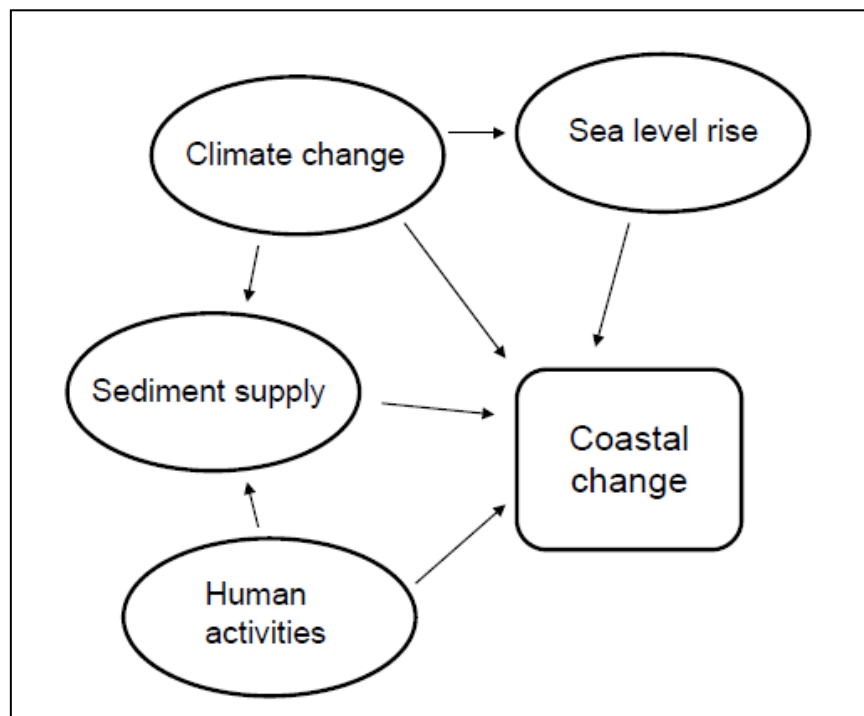 Climate change
Sea level rise
Sediment supply
Coastal
change
Human
activities